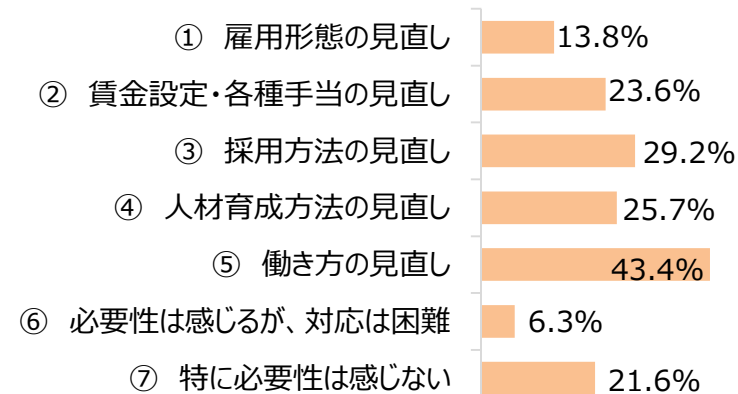 ① 雇用形態の見直し 13.8%
② 賃金設定・各種手当の見直し 23.6%
③ 採用方法の見直し 29.2%
④ 人材育成方法の見直し 25.7%
⑤ 働き方の見直し 43.4%
⑥ 必要性は感じるが、対応は困難 6.3%
⑦ 特に必要性は感じない 21.6%